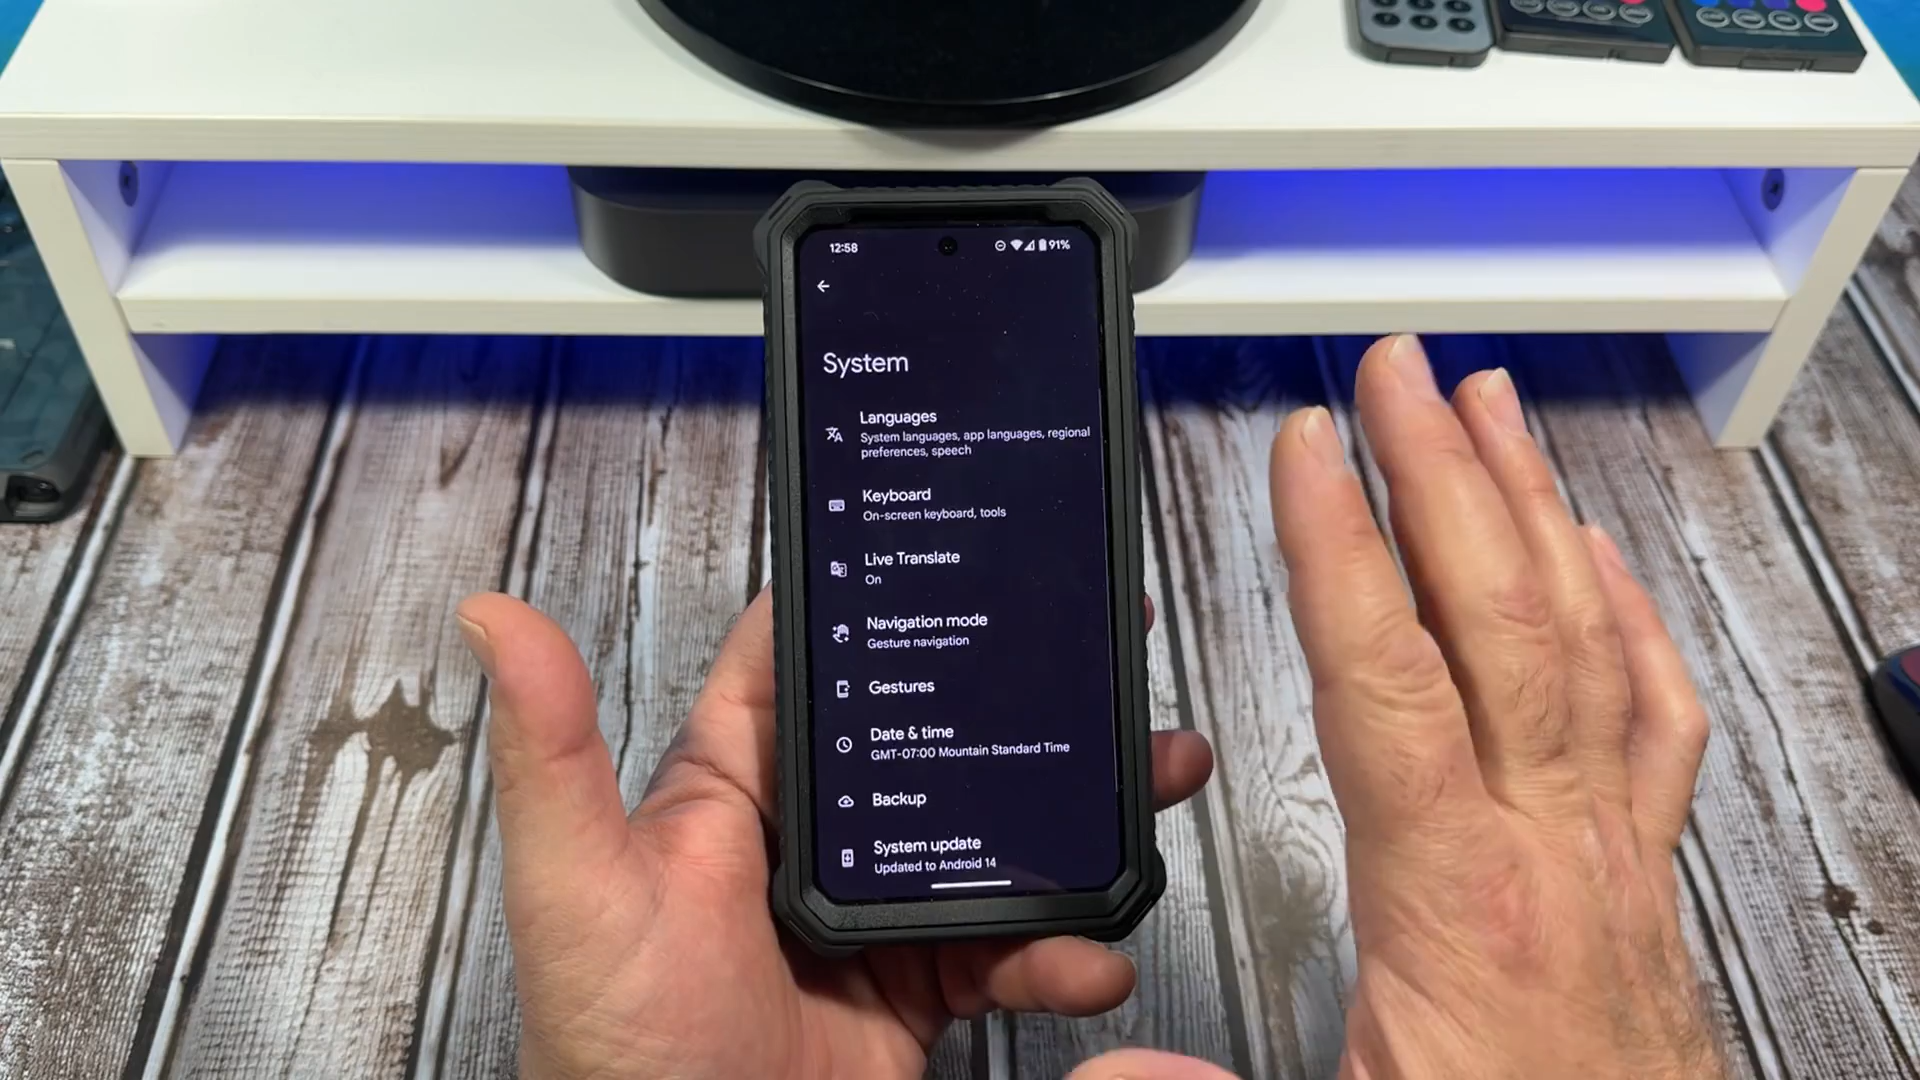 12:58
91%
System
Languages
System languages, app languages, regional
preferences, speech
Keyboard
On-screen keyboard, tools
Live Translate
On
Navigation mode
Gesture navigation
Gestures
Date & time
GMT-07:00 Mountain Standard Time
Backup
System update
Updated to Android 14